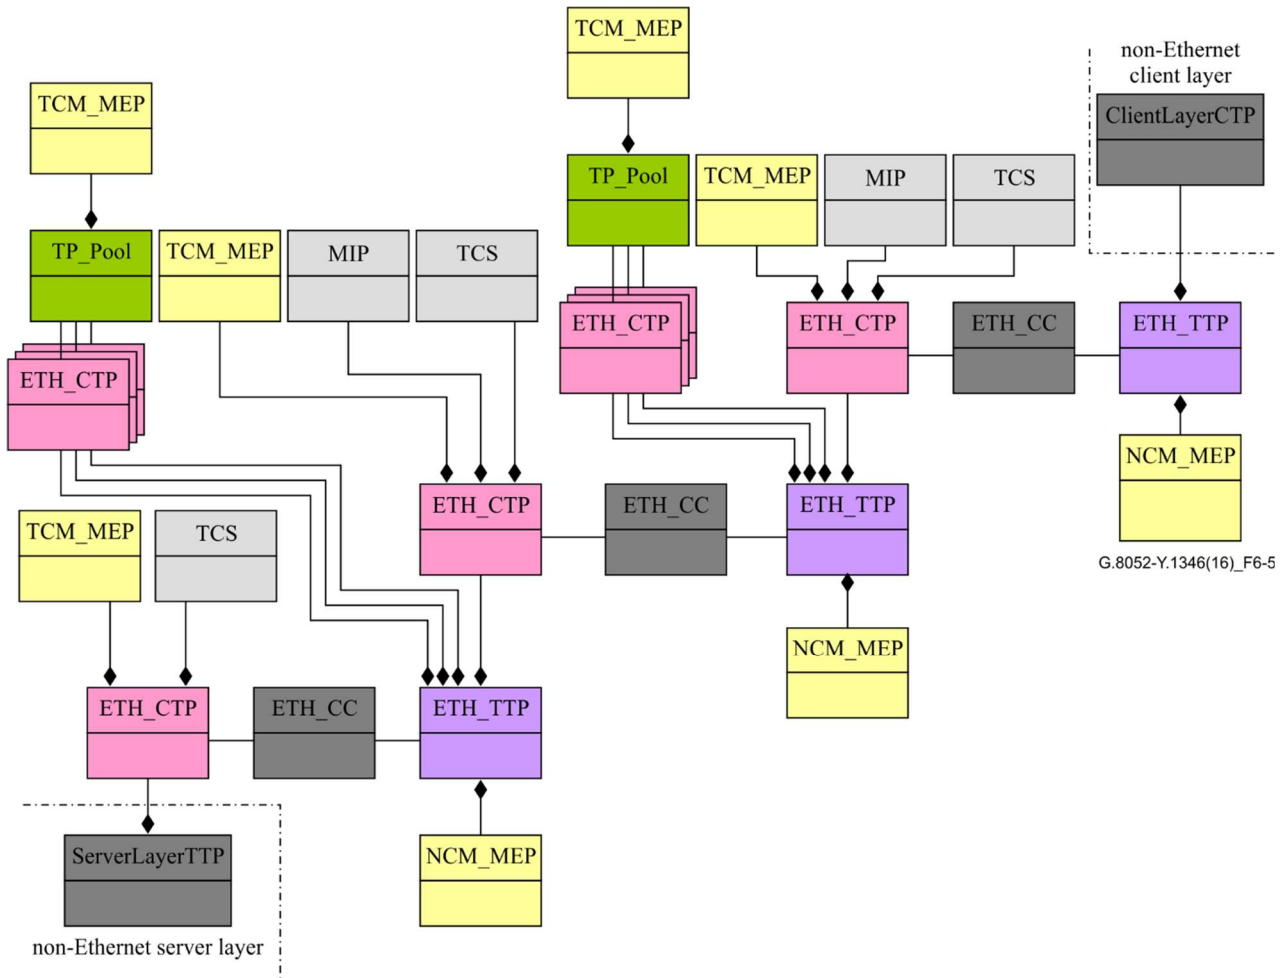 TCM_MEP
non-Ethernet
client layer
TCM_MEP
ClientLayerCTP
TP_Pool
TCM_MEP
MIP
TCS
TP_Pool
TCM_MEP
MIP
TCS
ETH_CTP
ETH_CTP
ETH_CC
ETH_TTP
ETH_CTP
NCM_MEP
ETH_CTP
ETH_CC
ETH_TTP
TCM_MEP
TCS
G.8052-Y.1346(16)_F6-5
NCM_MEP
ETH_CTP
ETH_CC
ETH_TTP
ServerLayerTTP
NCM_MEP
non-Ethernet server layer